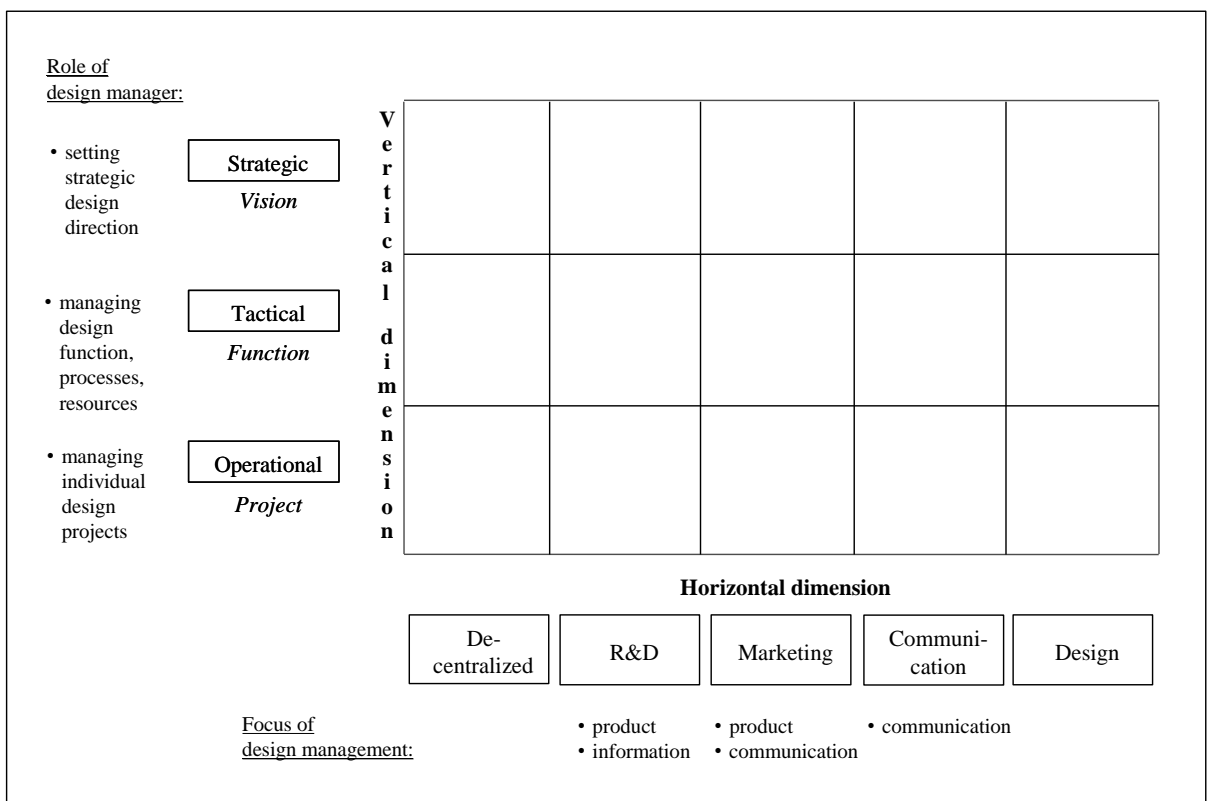 Role of
design manager:
• setting
strategic
design
direction
Strategic
Vision
• managing
design
function,
processes,
resources
Tactical
Function
• managing
individual
design
projects
Operational
Project
Vertical dimension
Horizontal dimension
De-
centralized
R&D
Marketing
Communi-
cation
Design
Focus of
design management:
• product
• information
• product
• communication
• communication